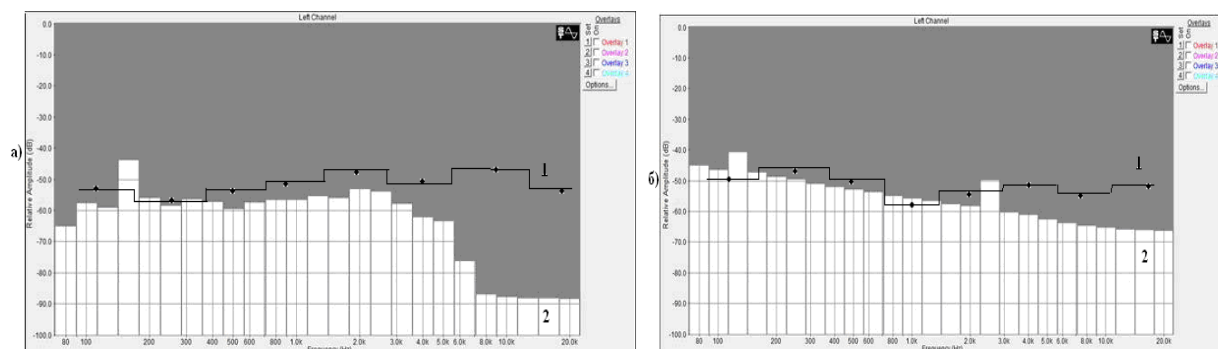 а)
Left Channel
Relative Amplitude (dB)
0.0
-10.0
-20.0
-30.0
-40.0
-50.0
-60.0
-70.0
-80.0
-90.0
-100.0
80 100 200 300 400 500 600 800 1.0k 2.0k 3.0k 4.0k 5.0k 6.0k 8.0k 10.0k 20.0k
Frequency (Hz)
Overlays
Set
On
1 Overlay 1
2 Overlay 2
3 Overlay 3
4 Overlay 4
Options...
1
2
б)
Left Channel
Relative Amplitude (dB)
0.0
-10.0
-20.0
-30.0
-40.0
-50.0
-60.0
-70.0
-80.0
-90.0
-100.0
80 100 200 300 400 500 600 800 1.0k 2.0k 3.0k 4.0k 5.0k 6.0k 8.0k 10.0k 20.0k
Frequency (Hz)
Overlays
Set
On
1 Overlay 1
2 Overlay 2
3 Overlay 3
4 Overlay 4
Options...
1
2